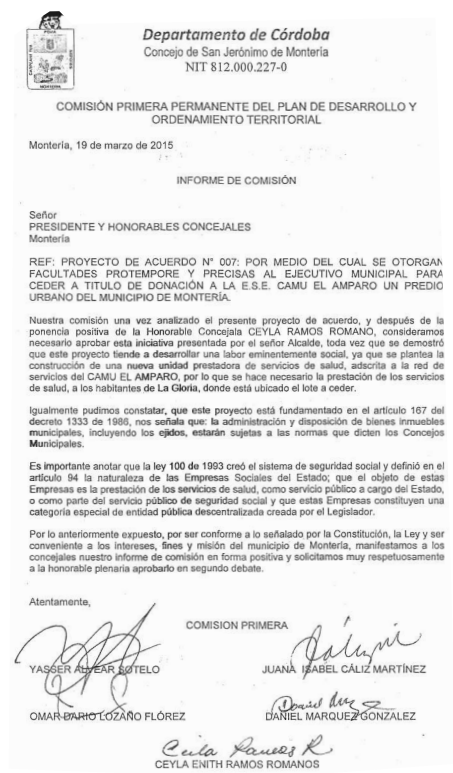 Departamento de Córdoba
Concejo de San Jerónimo de Montería
NIT 812.000.227-0
MONTERIA
COMISIÓN PRIMERA PERMANENTE DEL PLAN DE DESARROLLO Y
ORDENAMIENTO TERRITORIAL
Montería, 19 de marzo de 2015
INFORME DE COMISIÓN
Señor
PRESIDENTE Y HONORABLES CONCEJALES
Montería
REF: PROYECTO DE ACUERDO N° 007: POR MEDIO DEL CUAL SE OTORGAN
FACULTADES PROTEMPORE Y PRECISAS AL EJECUTIVO MUNICIPAL PARA
CEDER A TITULO DE DONACIÓN A LA E.S.E. CAMU EL AMPARO UN PREDIO
URBANO DEL MUNICIPIO DE MONTERÍA.
Nuestra comisión una vez analizado el presente proyecto de acuerdo, y después de la
ponencia positiva de la Honorable Concejala CEYLA RAMOS ROMANO, consideramos
necesario aprobar esta iniciativa presentada por el señor Alcalde, toda vez que se demostró
que este proyecto tiende a desarrollar una labor eminentemente social, ya que se plantea la
construcción de una nueva unidad prestadora de servicios de salud, adscrita a la red de
servicios del CAMU EL AMPARO, por lo que se hace necesario la prestación de los servicios
de salud, a los habitantes de La Gloria, donde está ubicado el lote a ceder.
Igualmente pudimos constatar, que este proyecto está fundamentado en el artículo 167 del
decreto 1333 de 1986, nos señala que: la administración y disposición de bienes inmuebles
municipales, incluyendo los ejidos, estarán sujetas a las normas que dicten los Concejos
Municipales.
Es importante anotar que la ley 100 de 1993 creó el sistema de seguridad social y definió en el
artículo 94 la naturaleza de las Empresas Sociales del Estado; que el objeto de estas
Empresas es la prestación de los servicios de salud, como servicio público a cargo del Estado,
o como parte del servicio público de seguridad social y que estas Empresas constituyen una
categoría especial de entidad pública descentralizada creada por el Legislador.
Por lo anteriormente expuesto, por ser conforme a lo señalado por la Constitución, la Ley y ser
conveniente a los intereses, fines y misión del municipio de Montería, manifestamos a los
concejales nuestro informe de comisión en forma positiva y solicitamos muy respetuosamente
a la honorable plenaria aprobarlo en segundo debate.
Atentamente,
COMISION PRIMERA
YASSER ALVEAR SOTELO
JUANA ISABEL CÁLIZ MARTÍNEZ
OMAR DARIO LOZANO FLÓREZ
DANIEL MARQUEZ GONZALEZ
Ceila Ramos R
CEYLA ENITH RAMOS ROMANOS